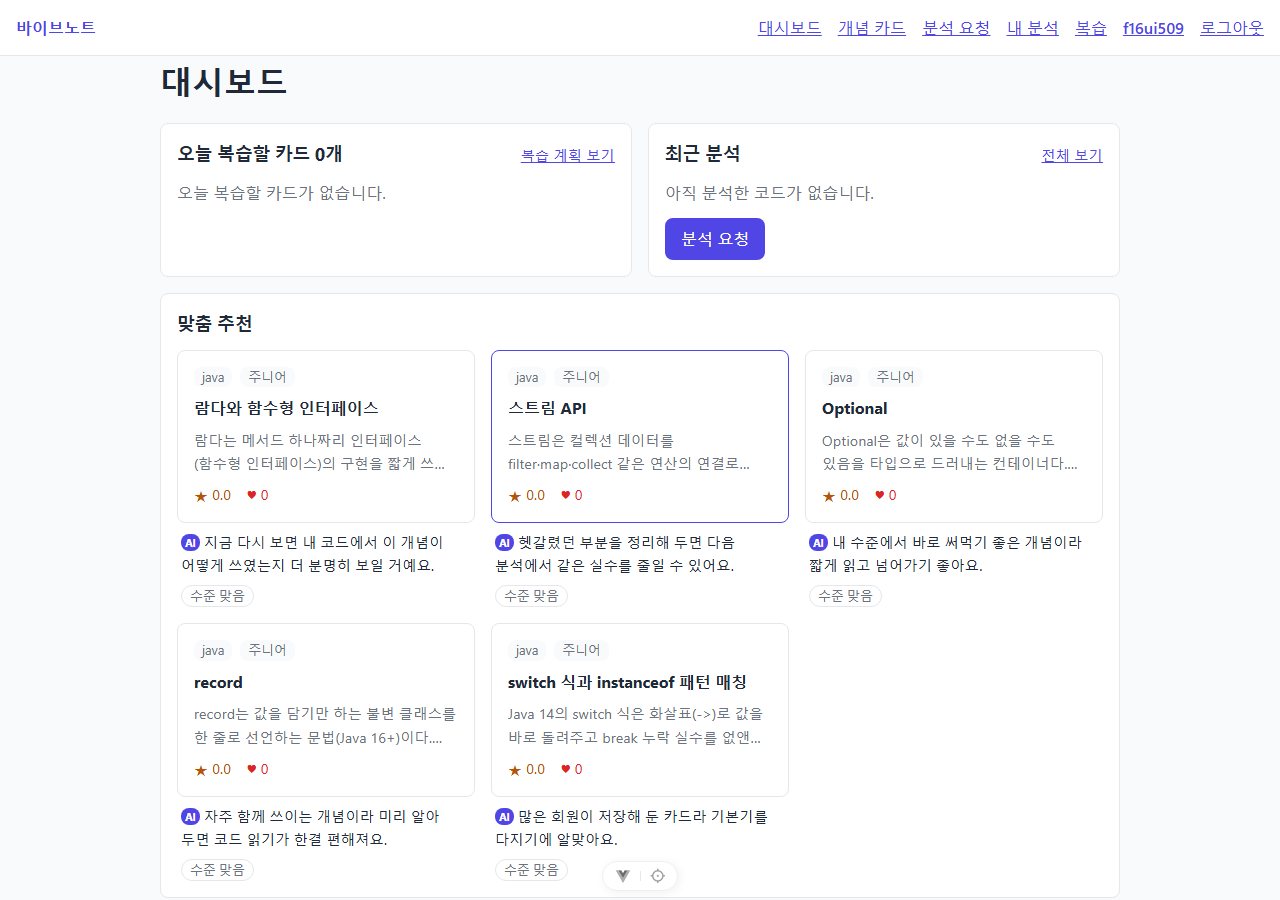 바이브노트
대시보드 개념 카드 분석 요청 내 분석 복습 f16ui509 로그아웃
대시보드
오늘 복습할 카드 0개
복습 계획 보기
오늘 복습할 카드가 없습니다.
최근 분석
전체 보기
아직 분석한 코드가 없습니다.
분석 요청
맞춤 추천
java 주니어
람다와 함수형 인터페이스
람다는 메서드 하나짜리 인터페이스
(함수형 인터페이스)의 구현을 짧게 쓰...
★ 0.0 ♥ 0
AI 지금 다시 보면 내 코드에서 이 개념이
어떻게 쓰였는지 더 분명히 보일 거예요.
수준 맞음
java 주니어
스트림 API
스트림은 컬렉션 데이터를
filter·map·collect 같은 연산의 연결로...
★ 0.0 ♥ 0
AI 헷갈렸던 부분을 정리해 두면 다음
분석에서 같은 실수를 줄일 수 있어요.
수준 맞음
java 주니어
Optional
Optional은 값이 있을 수도 없을 수도
있음을 타입으로 드러내는 컨테이너다....
★ 0.0 ♥ 0
AI 내 수준에서 바로 써먹기 좋은 개념이라
짧게 읽고 넘어가기 좋아요.
수준 맞음
java 주니어
record
record는 값을 담기만 하는 불변 클래스를
한 줄로 선언하는 문법(Java 16+)이다....
★ 0.0 ♥ 0
AI 자주 함께 쓰이는 개념이라 미리 알아
두면 코드 읽기가 한결 편해져요.
수준 맞음
java 주니어
switch 식과 instanceof 패턴 매칭
Java 14의 switch 식은 화살표(->)로 값을
바로 돌려주고 break 누락 실수를 없앤...
★ 0.0 ♥ 0
AI 많은 회원이 저장해 둔 카드라 기본기를
다지기에 알맞아요.
수준 맞음